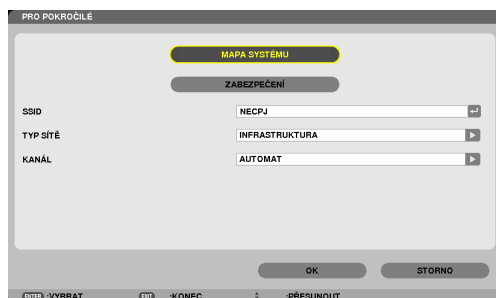 PRO POKROČILÉ
MAPA SYSTÉMU
ZABEZPEČENÍ
SSID NECPJ
TYP SÍTĚ INFRASTRUKTURA
KANÁL AUTOMAT
OK STORNO
ENTER :VYBRAT EXIT :KONEC :PŘESUNOUT